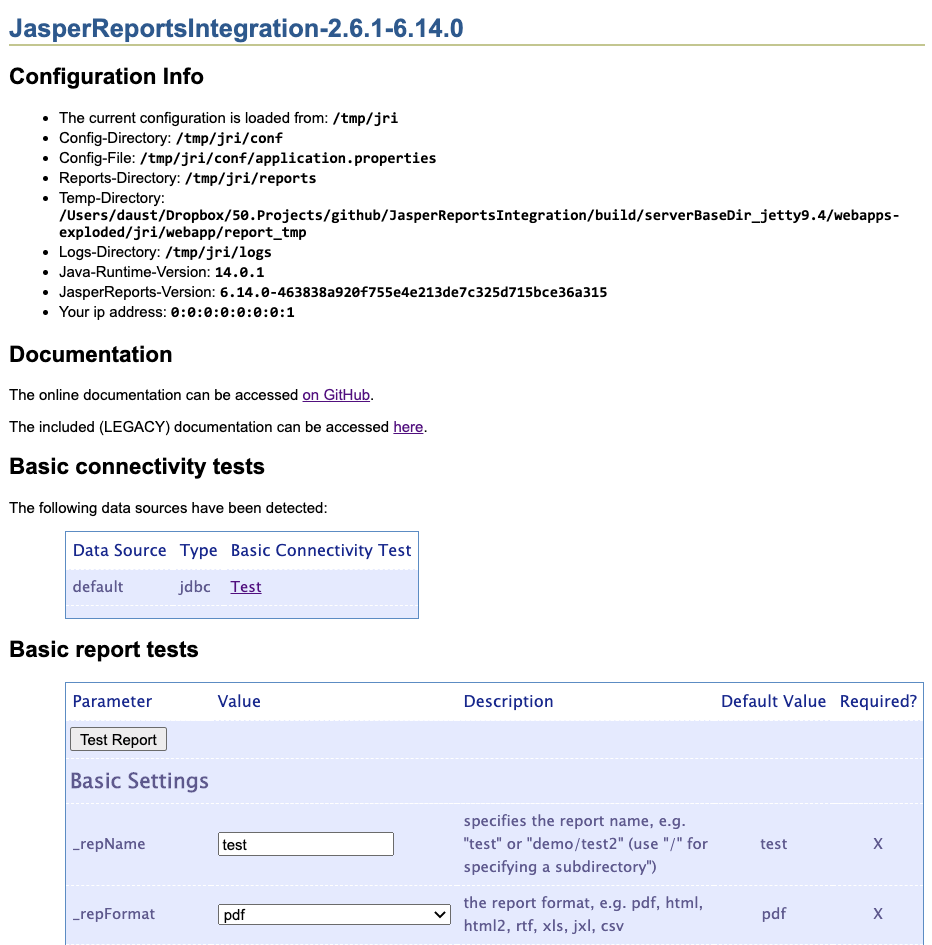 JasperReportsIntegration-2.6.1-6.14.0
Configuration Info
The current configuration is loaded from: /tmp/jri
Config-Directory: /tmp/jri/conf
Config-File: /tmp/jri/conf/application.properties
Reports-Directory: /tmp/jri/reports
Temp-Directory:
/Users/daust/Dropbox/50.Projects/github/JasperReportsIntegration/build/serverBaseDir_jetty9.4/webapps-
exploded/jri/webapp/report_tmp
Logs-Directory: /tmp/jri/logs
Java-Runtime-Version: 14.0.1
JasperReports-Version: 6.14.0-463838a920f755e4e213de7c325d715bce36a315
Your ip address: 0:0:0:0:0:0:0:1
Documentation
The online documentation can be accessed on GitHub.
The included (LEGACY) documentation can be accessed here.
Basic connectivity tests
The following data sources have been detected:
Data Source Type Basic Connectivity Test
default jdbc Test
Basic report tests
Parameter Value Description Default Value Required?
Test Report
Basic Settings
specifies the report name, e.g.
_repName test "test" or "demo/test2" (use "/" for test X
specifying a subdirectory")
the report format, e.g. pdf, html,
_repFormat pdf html2, rtf, xls, jxl, csv pdf X